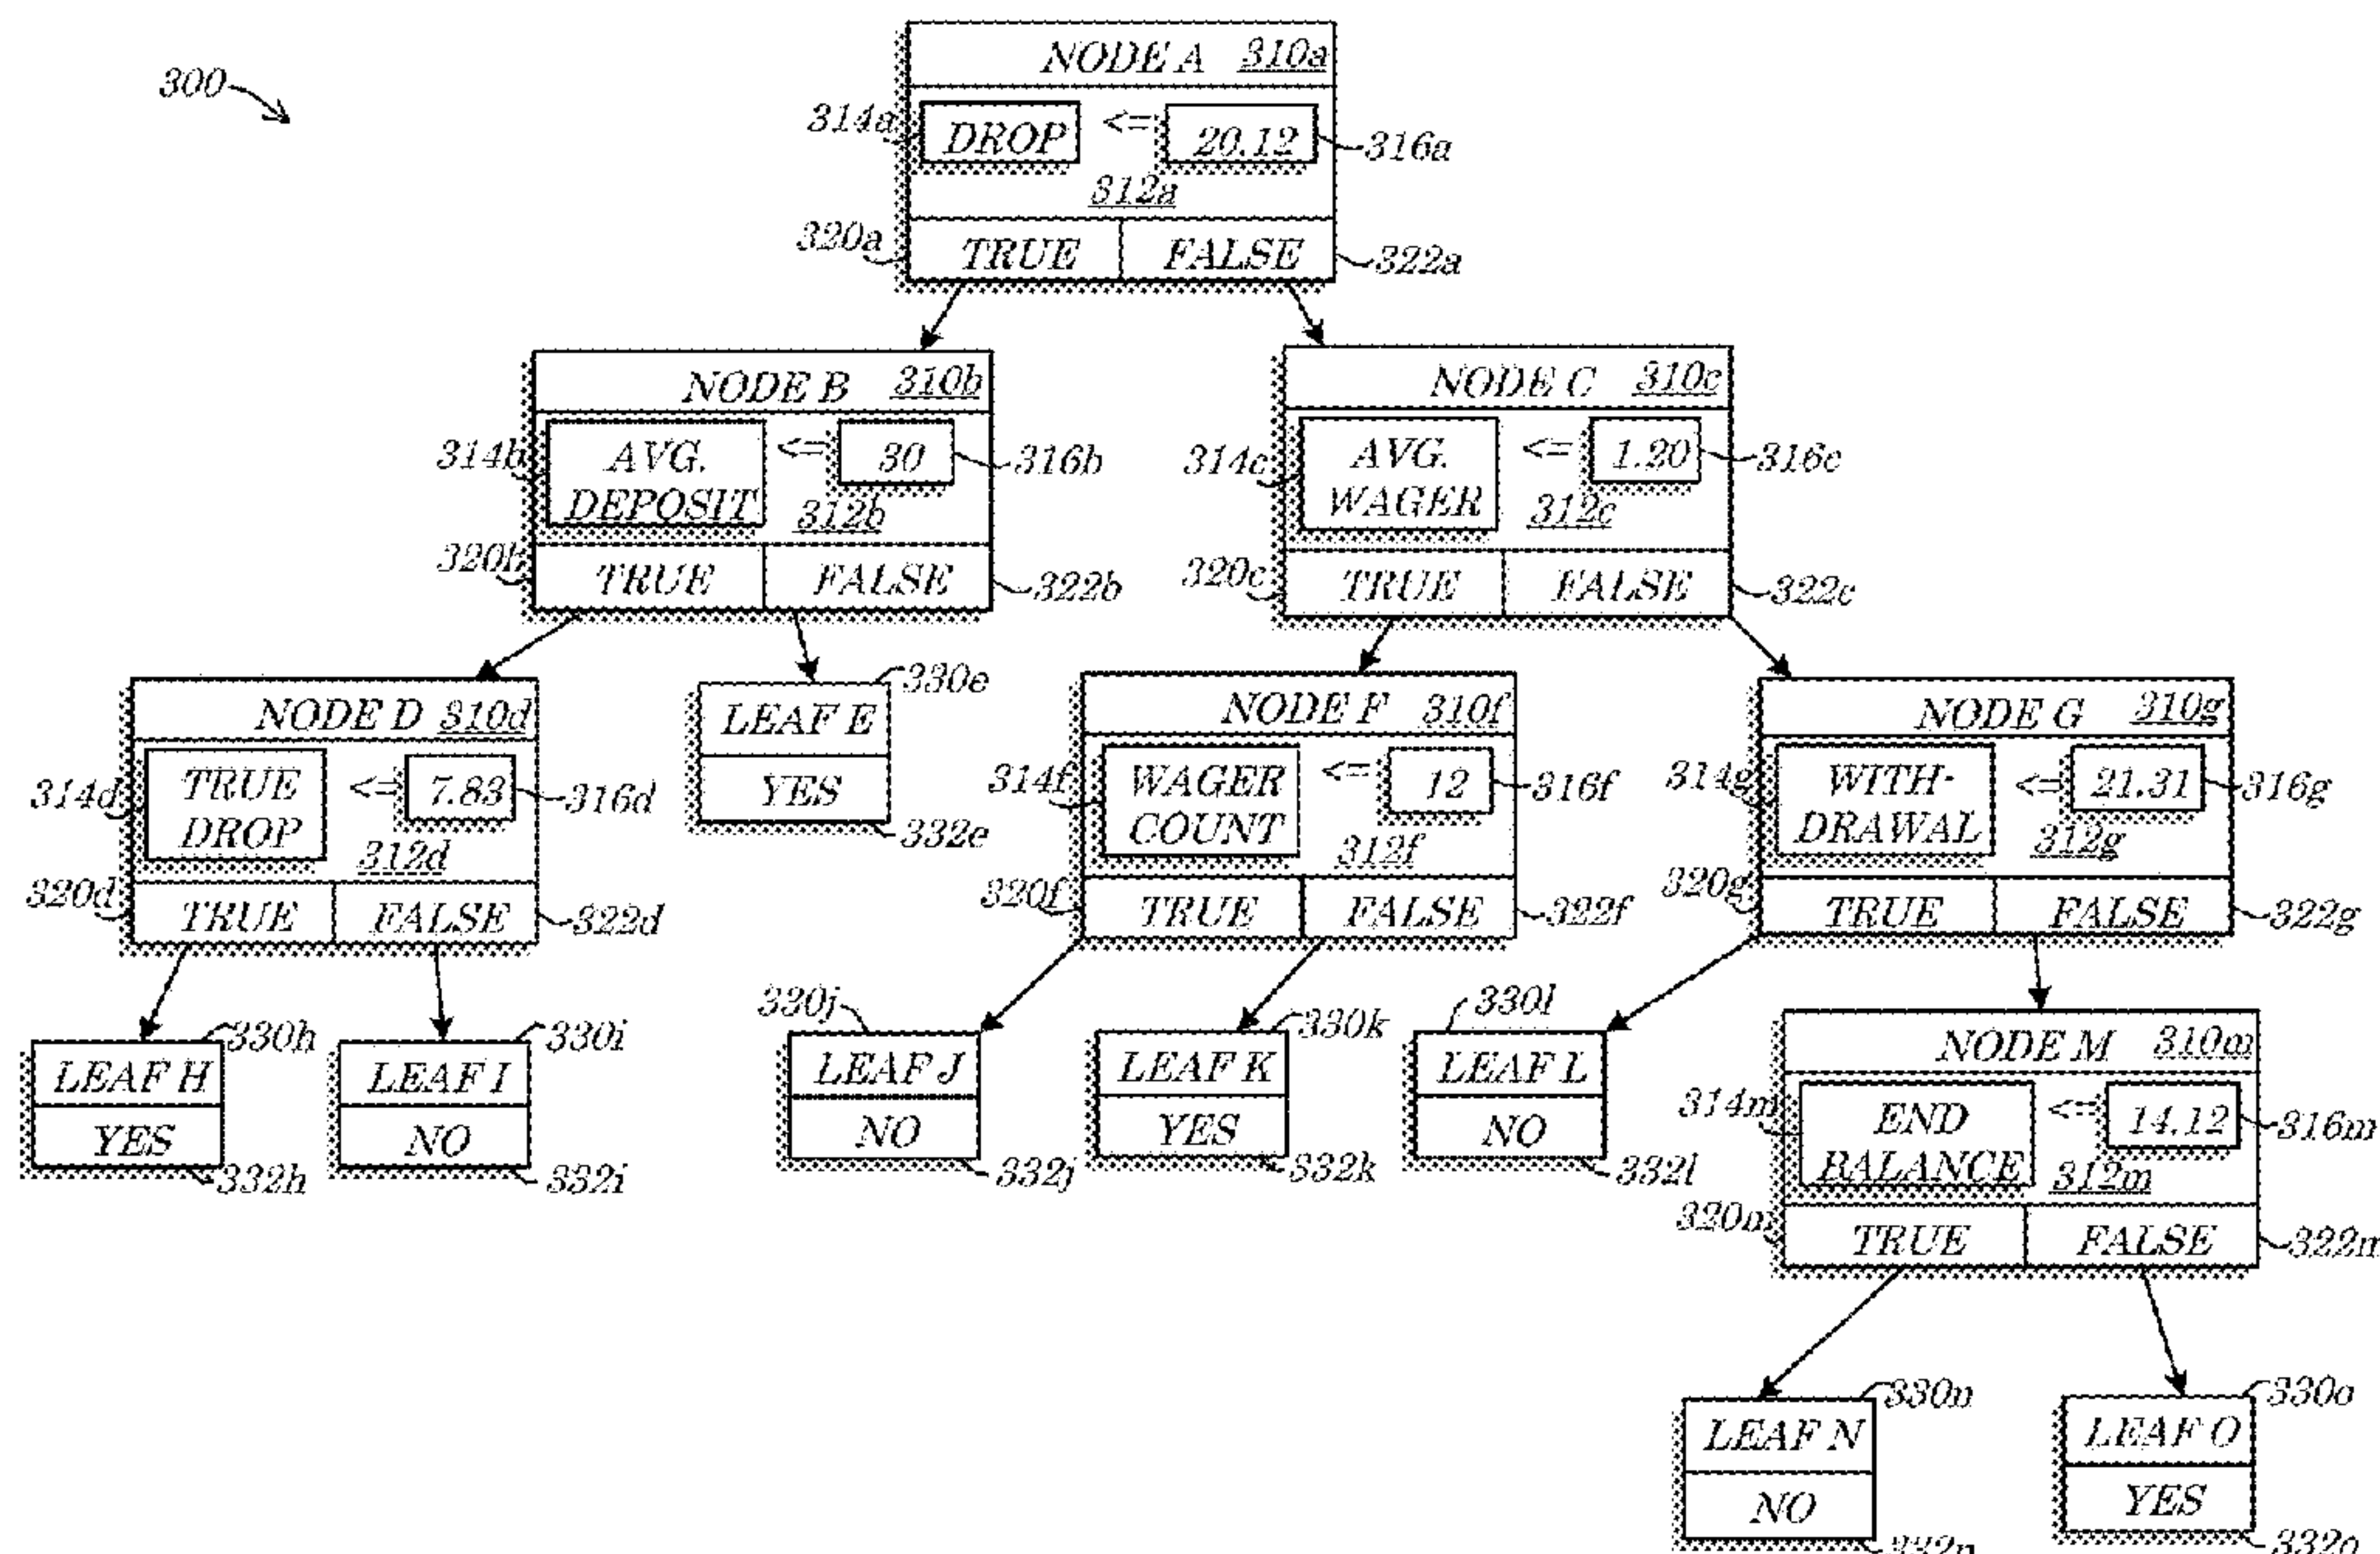 300
NODE A 310a
314a DROP <= 20.12 316a
312a
320a TRUE FALSE 322a
NODE B 310b
314b AVG. DEPOSIT <= 30 316b
312b
320b TRUE FALSE 322b
NODE C 310c
314c AVG. WAGER <= 1.20 316c
312c
320c TRUE FALSE 322c
NODE D 310d
314d TRUE DROP <= 7.83 316d
312d
320d TRUE FALSE 322d
330e
LEAF E
YES
332e
NODE F 310f
314f WAGER COUNT <= 12 316f
312f
320f TRUE FALSE 322f
NODE G 310g
314g WITH-DRAWAL <= 21.31 316g
312g
320g TRUE FALSE 322g
330h
LEAF H
YES
332h
330i
LEAF I
NO
332i
330j
LEAF J
NO
332j
330k
LEAF K
YES
332k
330l
LEAF L
NO
332l
NODE M 310m
314m END BALANCE <= 14.12 316m
312m
320m TRUE FALSE 322m
330n
LEAF N
NO
332n
330o
LEAF O
YES
332o